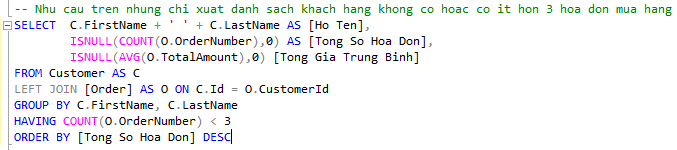 -- Nhu cau tren nhung chi xuat danh sach khach hang khong co hoac co it hon 3 hoa don mua hang
SELECT  C.FirstName + ' ' + C.LastName AS [Ho Ten],
        ISNULL(COUNT(O.OrderNumber),0) AS [Tong So Hoa Don],
        ISNULL(AVG(O.TotalAmount),0) [Tong Gia Trung Binh]
FROM Customer AS C
LEFT JOIN [Order] AS O ON C.Id = O.CustomerId
GROUP BY C.FirstName, C.LastName
HAVING COUNT(O.OrderNumber) < 3
ORDER BY [Tong So Hoa Don] DESC